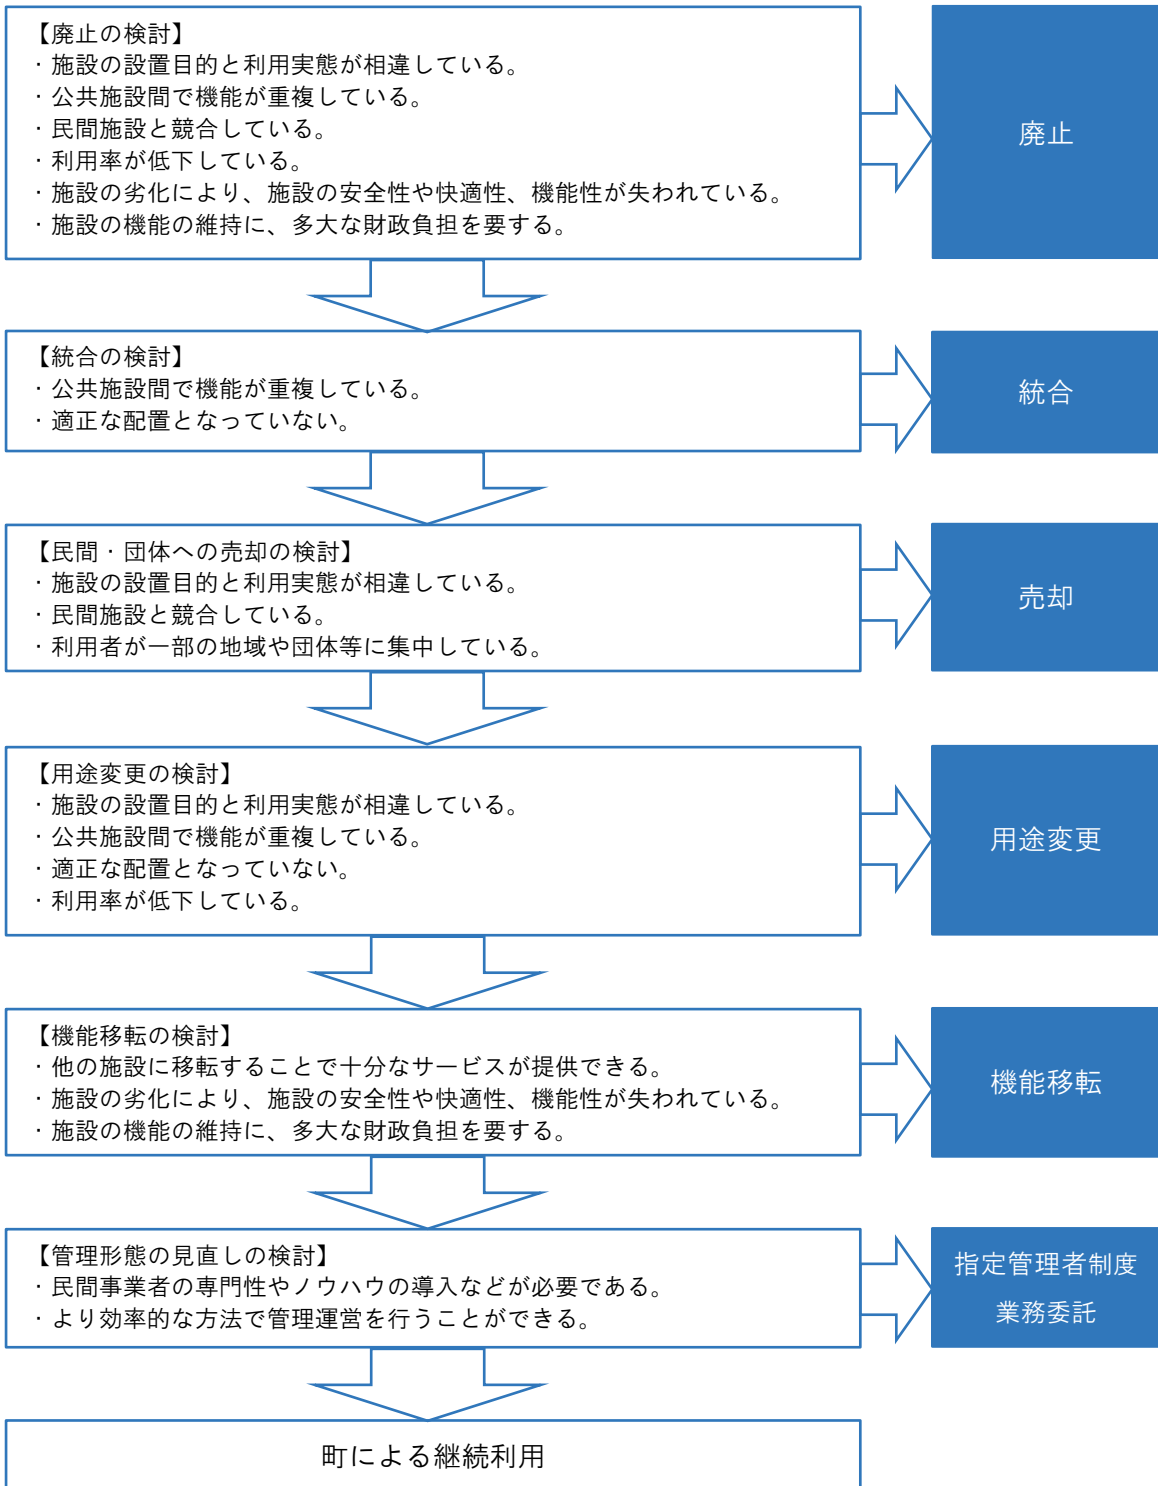 【廃止の検討】
・施設の設置目的と利用実態が相違している。
・公共施設間で機能が重複している。
・民間施設と競合している。
・利用率が低下している。
・施設の劣化により、施設の安全性や快適性、機能性が失われている。
・施設の機能の維持に、多大な財政負担を要する。
廃止
【統合の検討】
・公共施設間で機能が重複している。
・適正な配置となっていない。
統合
【民間・団体への売却の検討】
・施設の設置目的と利用実態が相違している。
・民間施設と競合している。
・利用者が一部の地域や団体等に集中している。
売却
【用途変更の検討】
・施設の設置目的と利用実態が相違している。
・公共施設間で機能が重複している。
・適正な配置となっていない。
・利用率が低下している。
用途変更
【機能移転の検討】
・他の施設に移転することで十分なサービスが提供できる。
・施設の劣化により、施設の安全性や快適性、機能性が失われている。
・施設の機能の維持に、多大な財政負担を要する。
機能移転
【管理形態の見直しの検討】
・民間事業者の専門性やノウハウの導入などが必要である。
・より効率的な方法で管理運営を行うことができる。
指定管理者制度
業務委託
町による継続利用